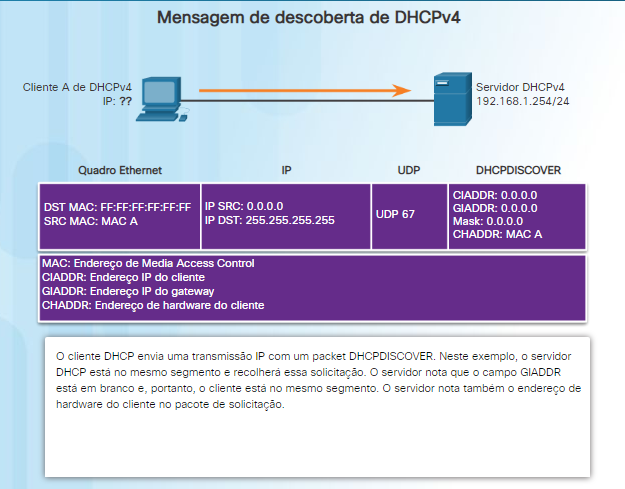 Mensagem de descoberta de DHCPv4
Cliente A de DHCPv4
IP: ??
Servidor DHCPv4
192.168.1.254/24
Quadro Ethernet
IP
UDP
DHCPDISCOVER
DST MAC: FF:FF:FF:FF:FF:FF
SRC MAC: MAC A
IP SRC: 0.0.0.0
IP DST: 255.255.255.255
UDP 67
CIADDR: 0.0.0.0
GIADDR: 0.0.0.0
Mask: 0.0.0.0
CHADDR: MAC A
MAC: Endereço de Media Access Control
CIADDR: Endereço IP do cliente
GIADDR: Endereço IP do gateway
CHADDR: Endereço de hardware do cliente
O cliente DHCP envia uma transmissão IP com um packet DHCPDISCOVER. Neste exemplo, o servidor
DHCP está no mesmo segmento e recolherá essa solicitação. O servidor nota que o campo GIADDR
está em branco e, portanto, o cliente está no mesmo segmento. O servidor nota também o endereço de
hardware do cliente no pacote de solicitação.